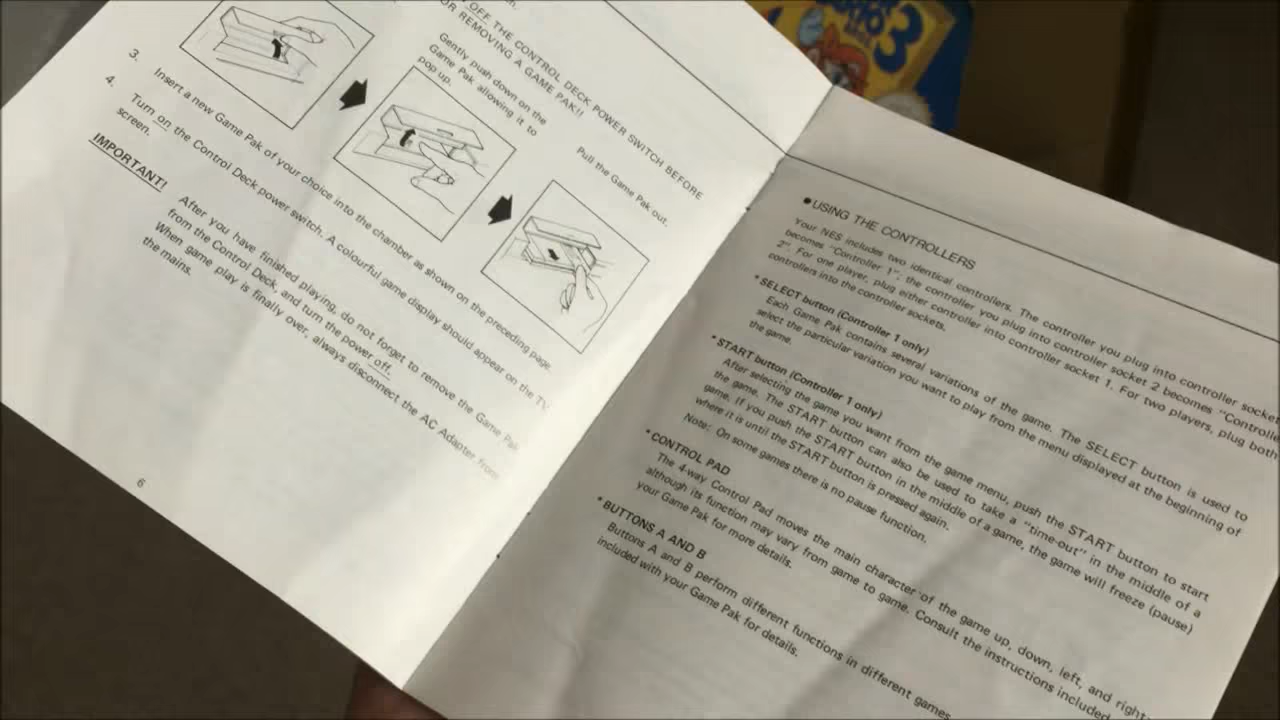 OFF THE CONTROL DECK POWER SWITCH BEFORE
OR REMOVING A GAME PAK!!
Gently push down on the
Game Pak allowing it to
pop up.
Pull the Game Pak out.
3. Insert a new Game Pak of your choice into the chamber as shown on the preceding page.
4. Turn on the Control Deck power switch. A colourful game display should appear on the TV
screen.
IMPORTANT! After you have finished playing, do not forget to remove the Game Pak
from the Control Deck, and turn the power off.
When game play is finally over, always disconnect the AC Adapter from
the mains.
6
3
● USING THE CONTROLLERS
Your NES includes two identical controllers. The controller you plug into controller socket
becomes "Controller 1", the controller you plug into controller socket 2 becomes "Controlle
2". For one player, plug either controller into controller socket 1. For two players, plug both
controllers into the controller sockets.
* SELECT button (Controller 1 only)
Each Game Pak contains several variations of the game. The SELECT button is used to
select the particular variation you want to play from the menu displayed at the beginning of
the game.
* START button (Controller 1 only)
After selecting the game you want from the game menu, push the START button to start
the game. The START button can also be used to take a "time-out" in the middle of a
game. If you push the START button in the middle of a game, the game will freeze (pause)
where it is until the START button is pressed again.
Note: On some games there is no pause function.
* CONTROL PAD
The 4-way Control Pad moves the main character of the game up, down, left, and right,
although its function may vary from game to game. Consult the instructions included
your Game Pak for more details.
* BUTTONS A AND B
Buttons A and B perform different functions in different games
included with your Game Pak for details.